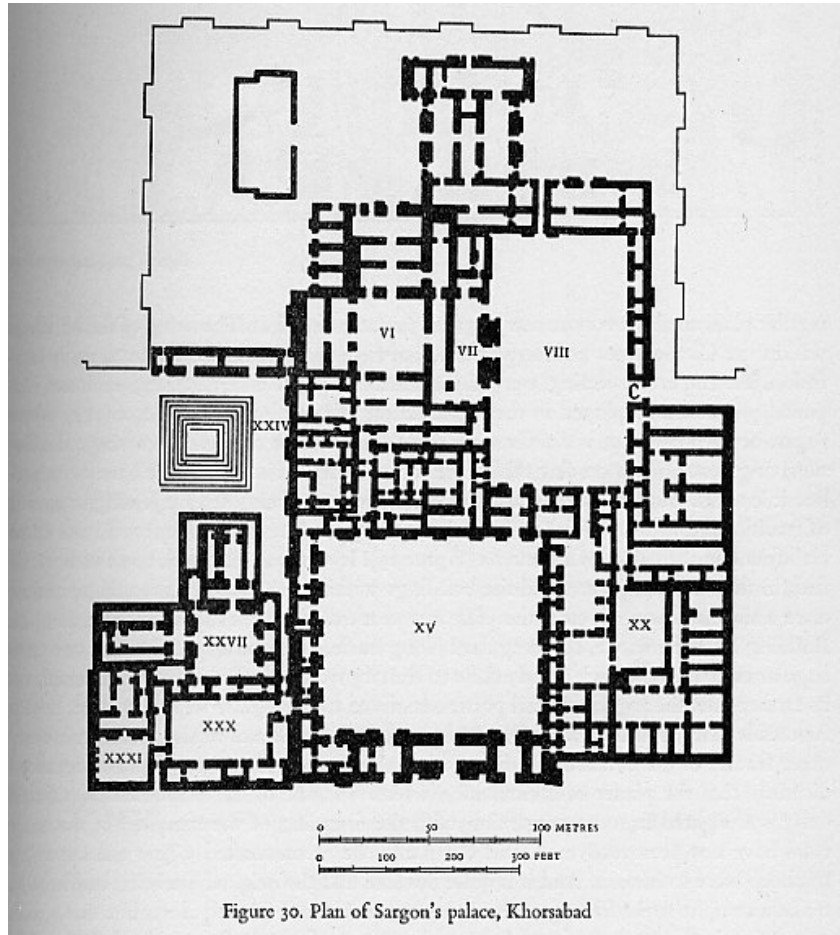 VI
VII
VIII
C
XXIV
XV
XX
XXVII
XXX
XXXI
0 50 100 METRES
0 100 200 300 FEET
Figure 30. Plan of Sargon's palace, Khorsabad